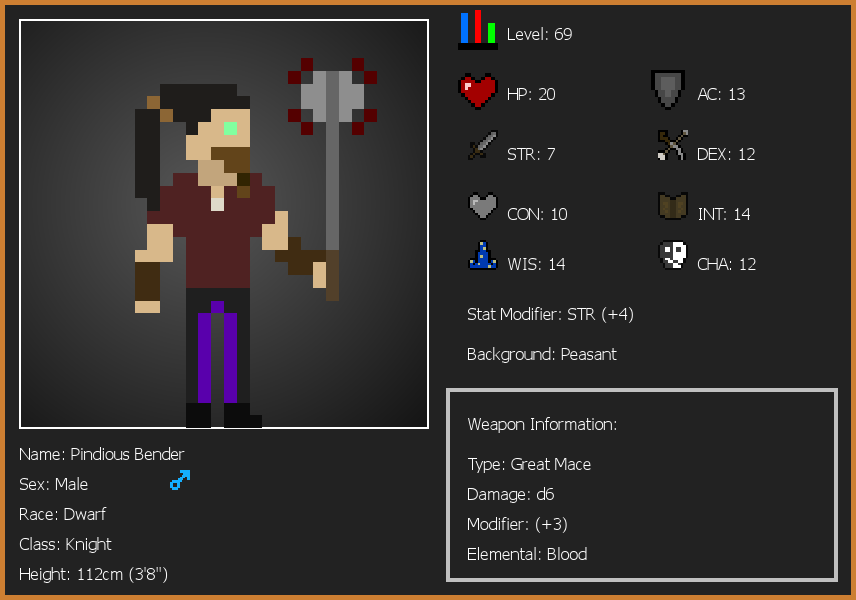 Level: 69
HP: 20
AC: 13
STR: 7
DEX: 12
CON: 10
INT: 14
WIS: 14
CHA: 12
Stat Modifier: STR (+4)
Background: Peasant
Weapon Information:
Type: Great Mace
Damage: d6
Modifier: (+3)
Elemental: Blood
Name: Pindious Bender
Sex: Male
Race: Dwarf
Class: Knight
Height: 112cm (3'8")